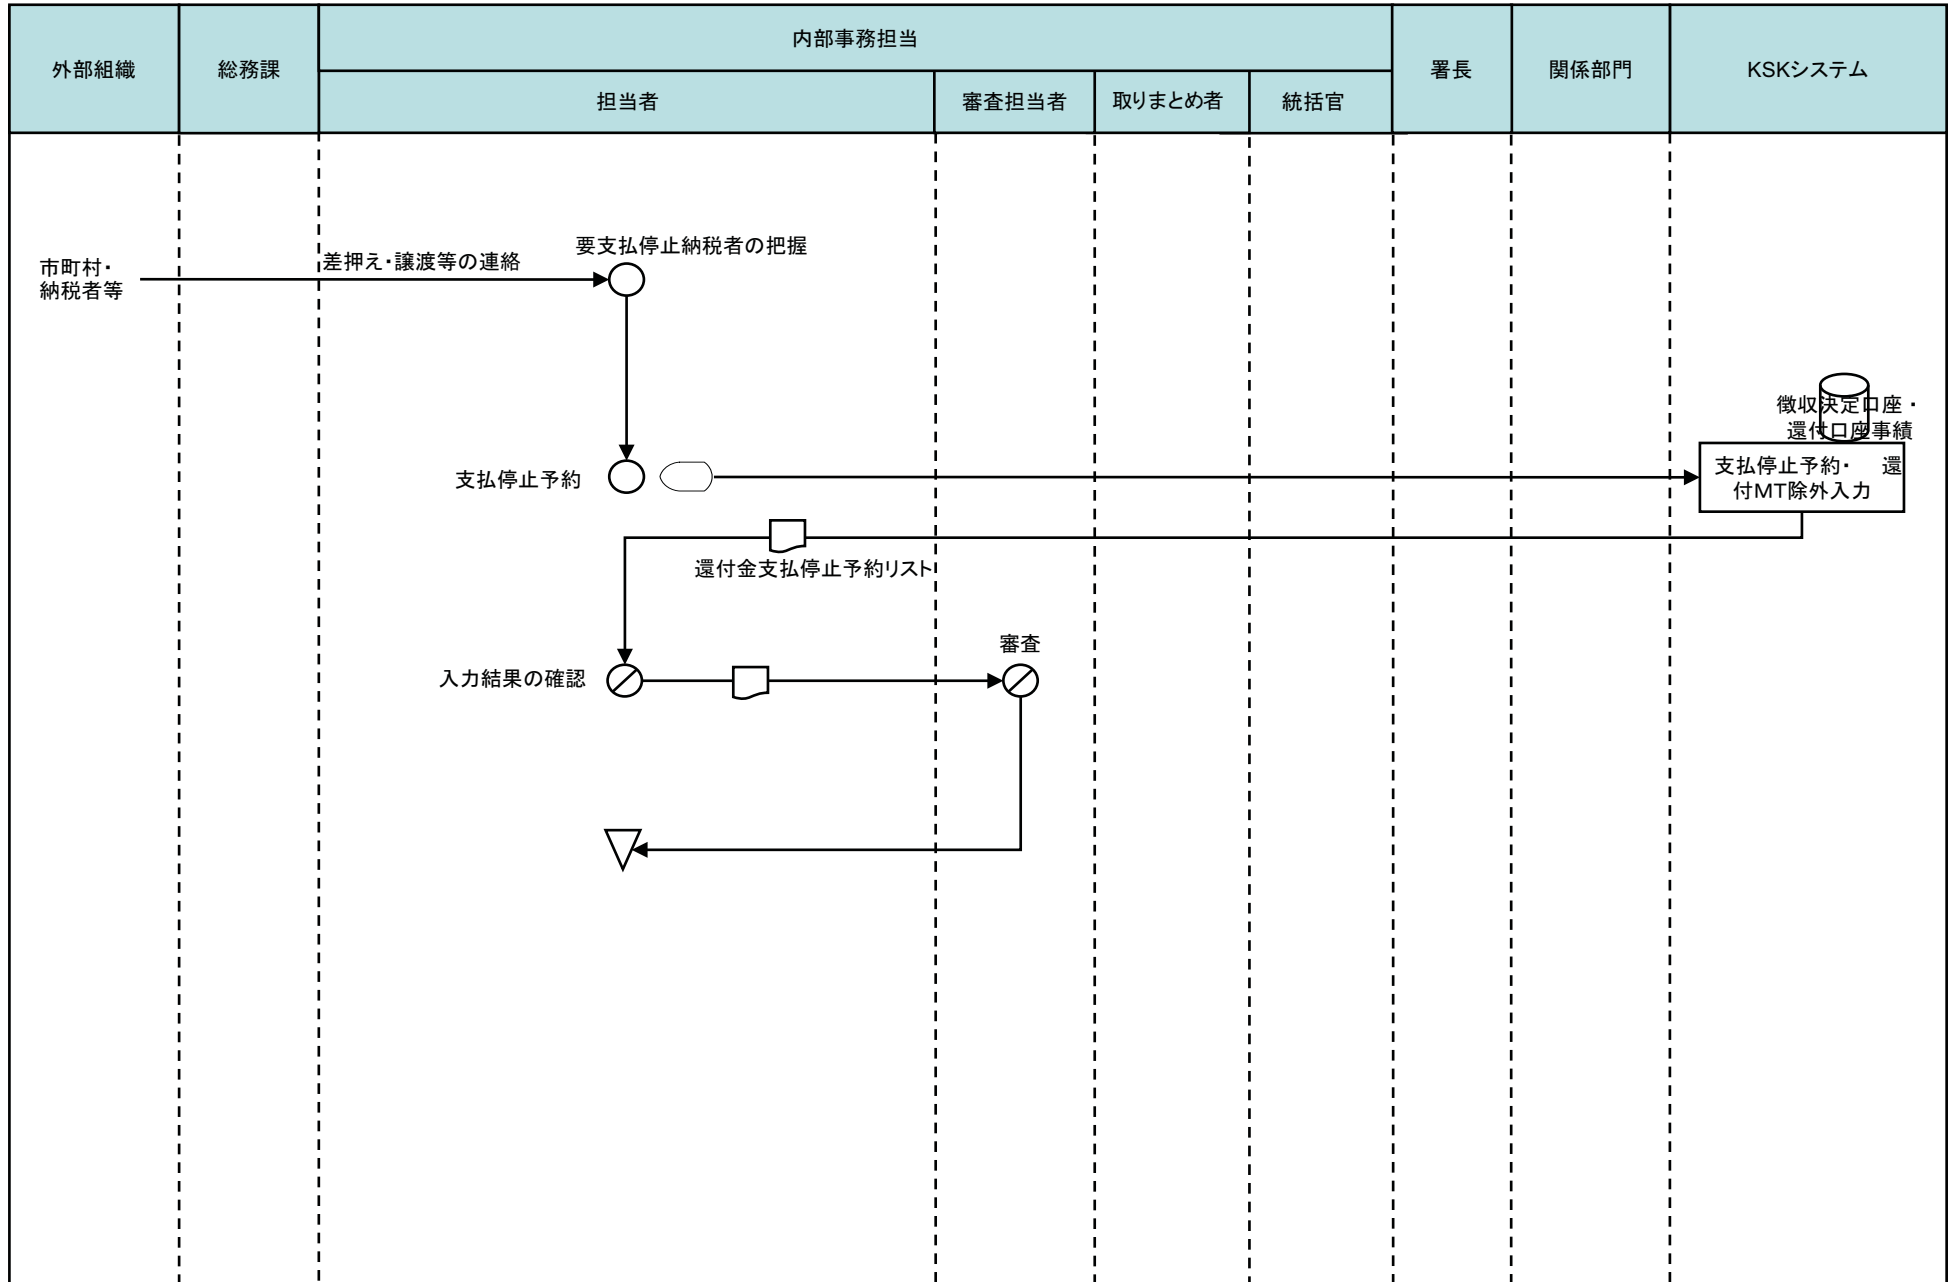 外部組織
総務課
内部事務担当
担当者
審査担当者
取りまとめ者
統括官
署長
関係部門
KSKシステム
要支払停止納税者の把握
差押え・譲渡等の連絡
市町村・
納税者等
徴収決定口座・
還付口座事績
支払停止予約・　還
付MT除外入力
支払停止予約
還付金支払停止予約リスト
審査
入力結果の確認